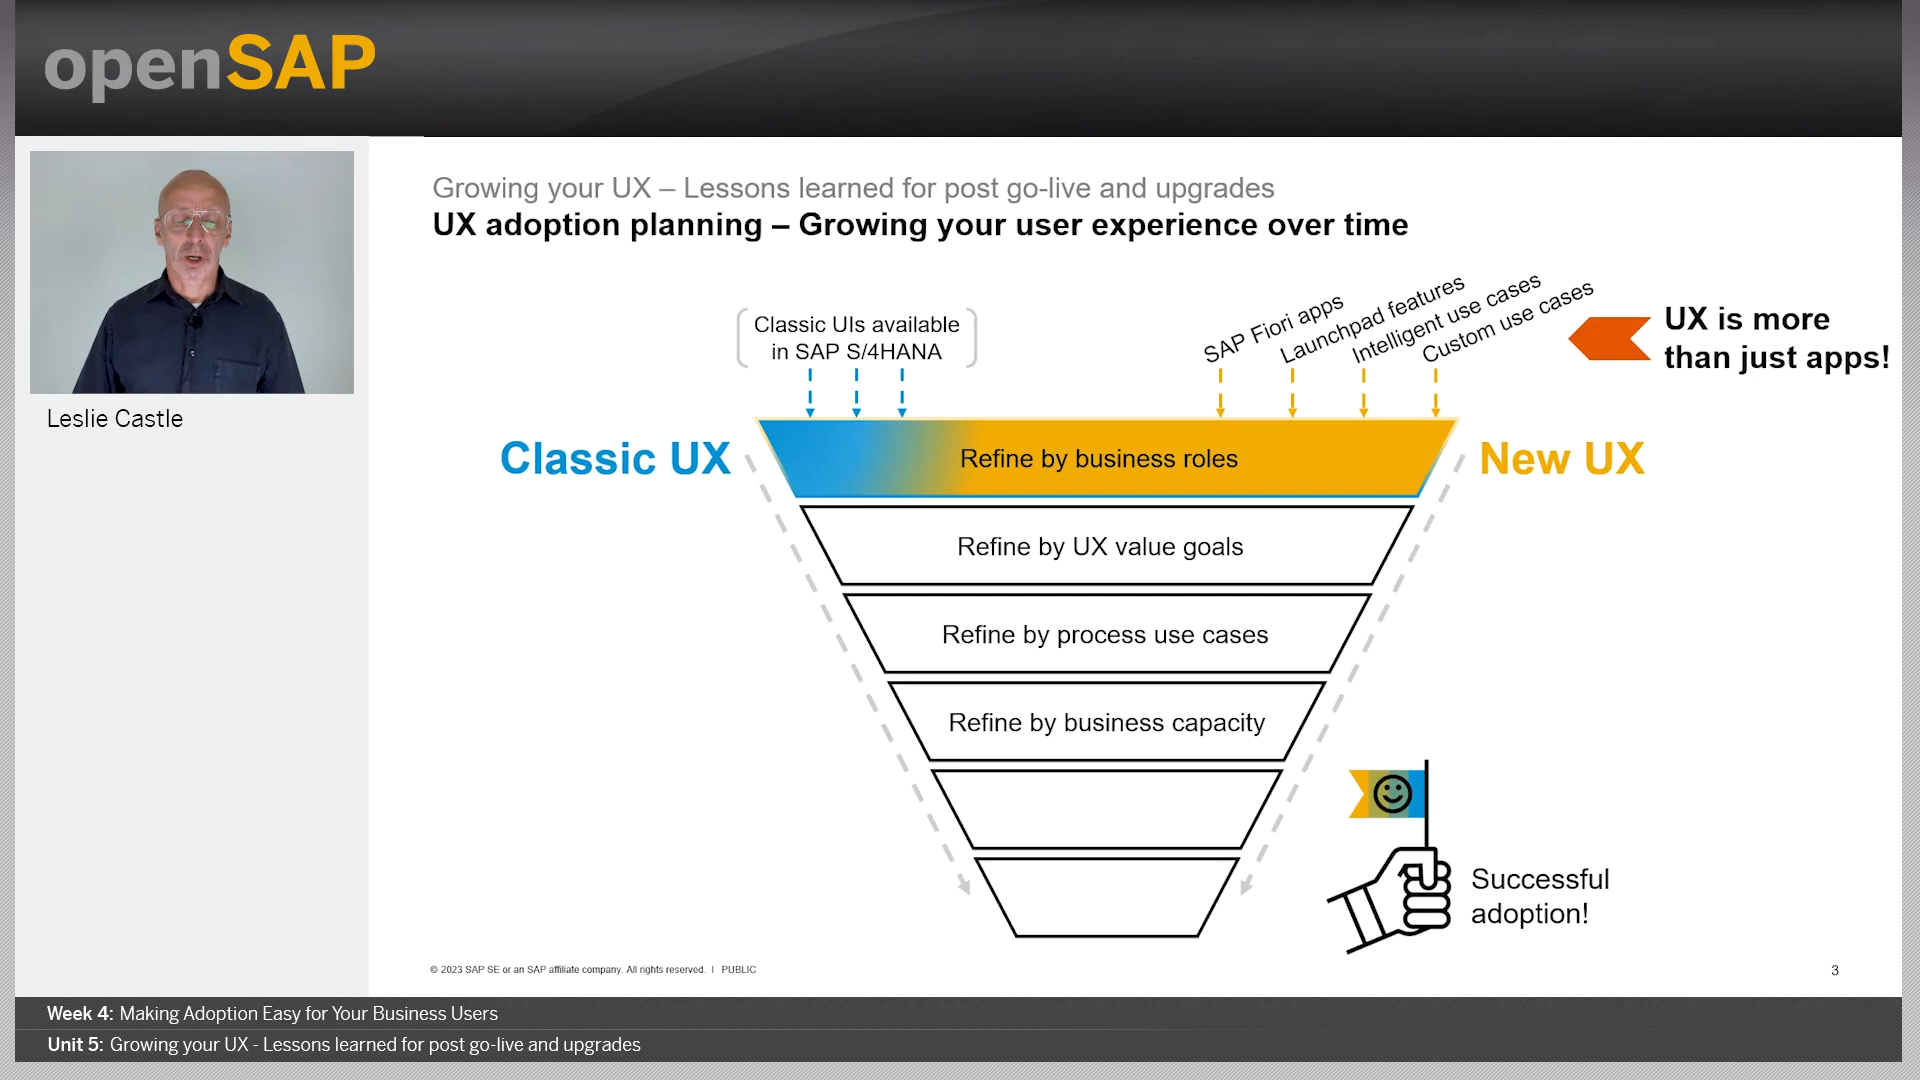 openSAP
Leslie Castle
Growing your UX – Lessons learned for post go-live and upgrades
UX adoption planning – Growing your user experience over time
Classic UIs available
in SAP S/4HANA
SAP Fiori apps
Launchpad features
Intelligent use cases
Custom use cases
UX is more
than just apps!
Classic UX
Refine by business roles
New UX
Refine by UX value goals
Refine by process use cases
Refine by business capacity
Successful
adoption!
© 2023 SAP SE or an SAP affiliate company. All rights reserved. I PUBLIC
3
Week 4: Making Adoption Easy for Your Business Users
Unit 5: Growing your UX - Lessons learned for post go-live and upgrades